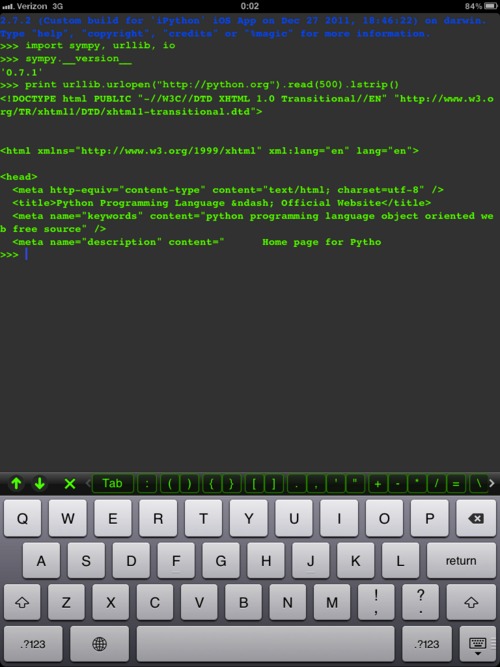 Verizon 3G 0:02 84%
2.7.2 (Custom build for 'iPython' iOS App on Dec 27 2011, 18:46:22) on darwin.
Type "help", "copyright", "credits" or "%magic" for more information.
>>> import sympy, urllib, io
>>> sympy.__version__
'0.7.1'
>>> print urllib.urlopen("http://python.org").read(500).lstrip()
<!DOCTYPE html PUBLIC "-//W3C//DTD XHTML 1.0 Transitional//EN" "http://www.w3.o
rg/TR/xhtml1/DTD/xhtml1-transitional.dtd">
<html xmlns="http://www.w3.org/1999/xhtml" xml:lang="en" lang="en">
<head>
  <meta http-equiv="content-type" content="text/html; charset=utf-8" />
  <title>Python Programming Language &ndash; Official Website</title>
  <meta name="keywords" content="python programming language object oriented we
b free source" />
  <meta name="description" content="      Home page for Pytho
>>>
Tab : ( ) { } [ ] . , ' " + - * / = \
Q W E R T Y U I O P
A S D F G H J K L return
Z X C V B N M ! , ? .
.?123 .?123